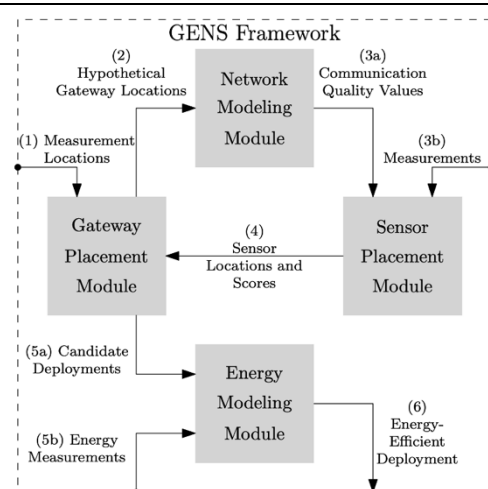 GENS Framework
(2)
Hypothetical
Gateway Locations
Network
Modeling
Module
(3a)
Communication
Quality Values
(1) Measurement
Locations
(3b)
Measurements
Gateway
Placement
Module
(4)
Sensor
Locations and
Scores
Sensor
Placement
Module
(5a) Candidate
Deployments
Energy
Modeling
Module
(5b) Energy
Measurements
(6)
Energy-
Efficient
Deployment